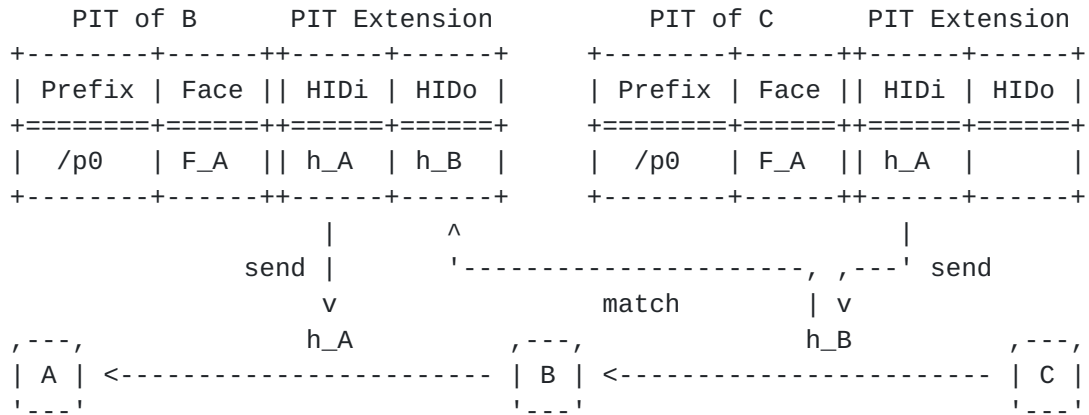 PIT of B PIT Extension PIT of C PIT Extension
+--------+------++------+------+ +--------+------++------+------+
| Prefix | Face || HIDi | HIDo | | Prefix | Face || HIDi | HIDo |
+========+======++======+======+ +========+======++======+======+
| /p0 | F_A || h_A | h_B | | /p0 | F_A || h_A | |
+--------+------++------+------+ +--------+------++------+------+
| ^ |
send | '----------------------, ,---' send
v match | v
,---, h_A ,---, h_B ,---,
| A | <------------------------ | B | <------------------------ | C |
'---' '---' '---'